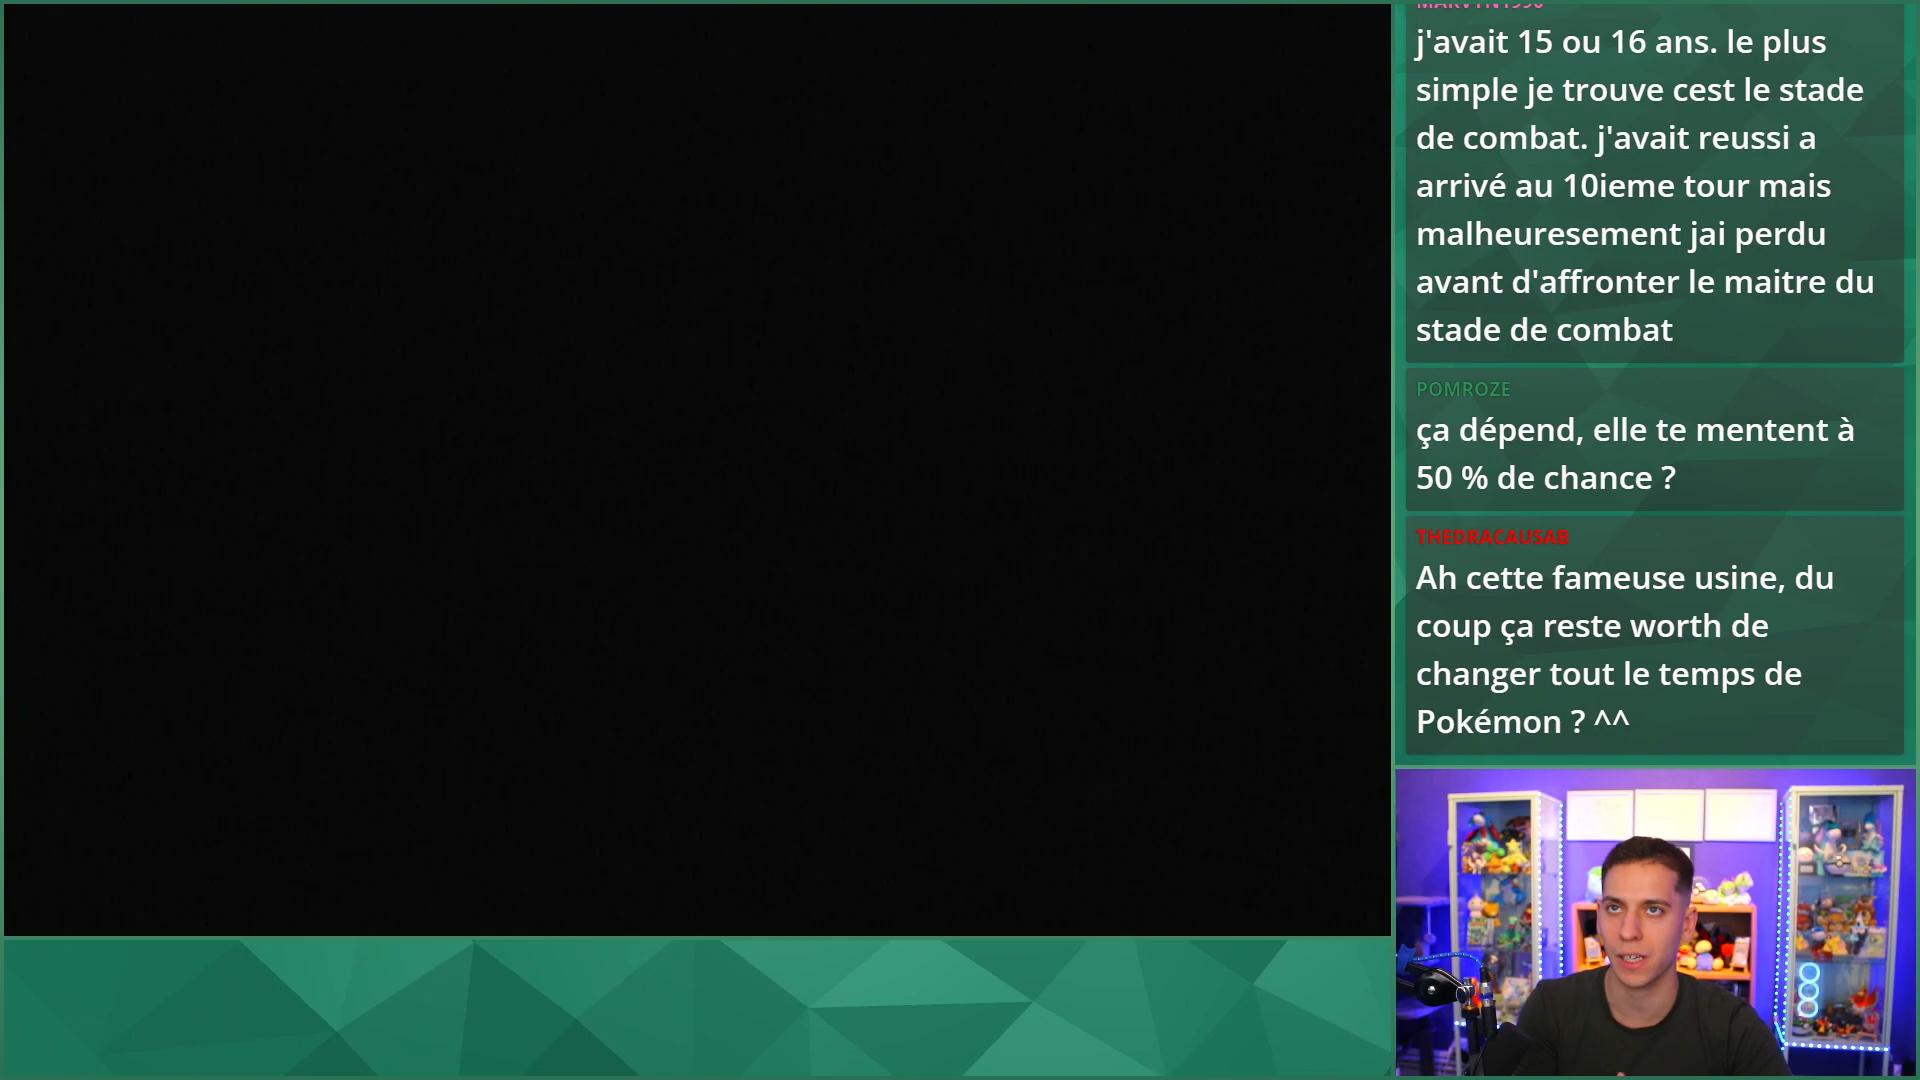 MARVYN1996
j'avait 15 ou 16 ans. le plus
simple je trouve cest le stade
de combat. j'avait reussi a
arrivé au 10ieme tour mais
malheuresement jai perdu
avant d'affronter le maitre du
stade de combat
POMROZE
ça dépend, elle te mentent à
50 % de chance ?
THEDRACAUSAB
Ah cette fameuse usine, du
coup ça reste worth de
changer tout le temps de
Pokémon ? ^^